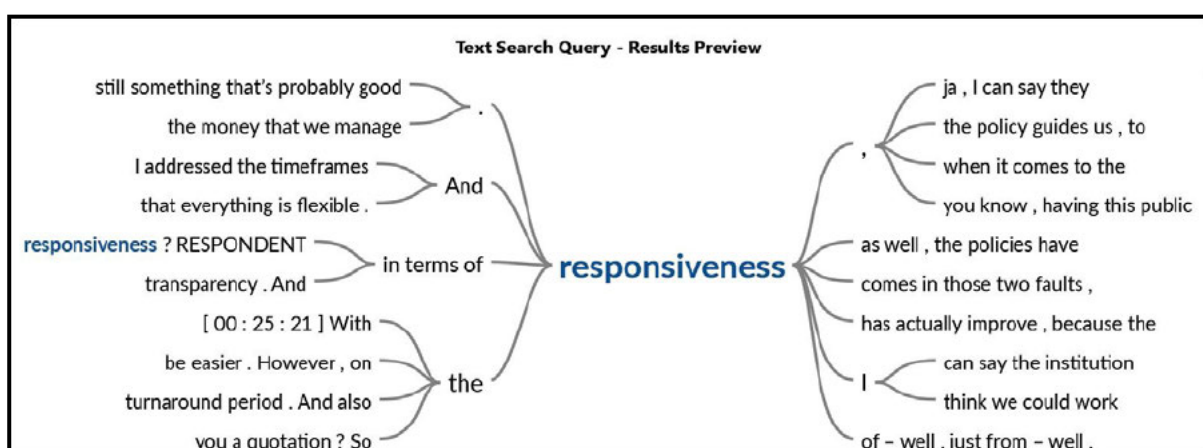 Text Search Query - Results Preview
still something that's probably good
the money that we manage
.
I addressed the timeframes
that everything is flexible .
And
responsiveness ? RESPONDENT
transparency . And
in terms of
[ 00 : 25 : 21 ] With
be easier . However , on
turnaround period . And also
you a quotation ? So
the
responsiveness
,
ja , I can say they
the policy guides us , to
when it comes to the
you know , having this public
as well , the policies have
comes in those two faults ,
has actually improve , because the
I
can say the institution
think we could work
of – well , just from – well ,